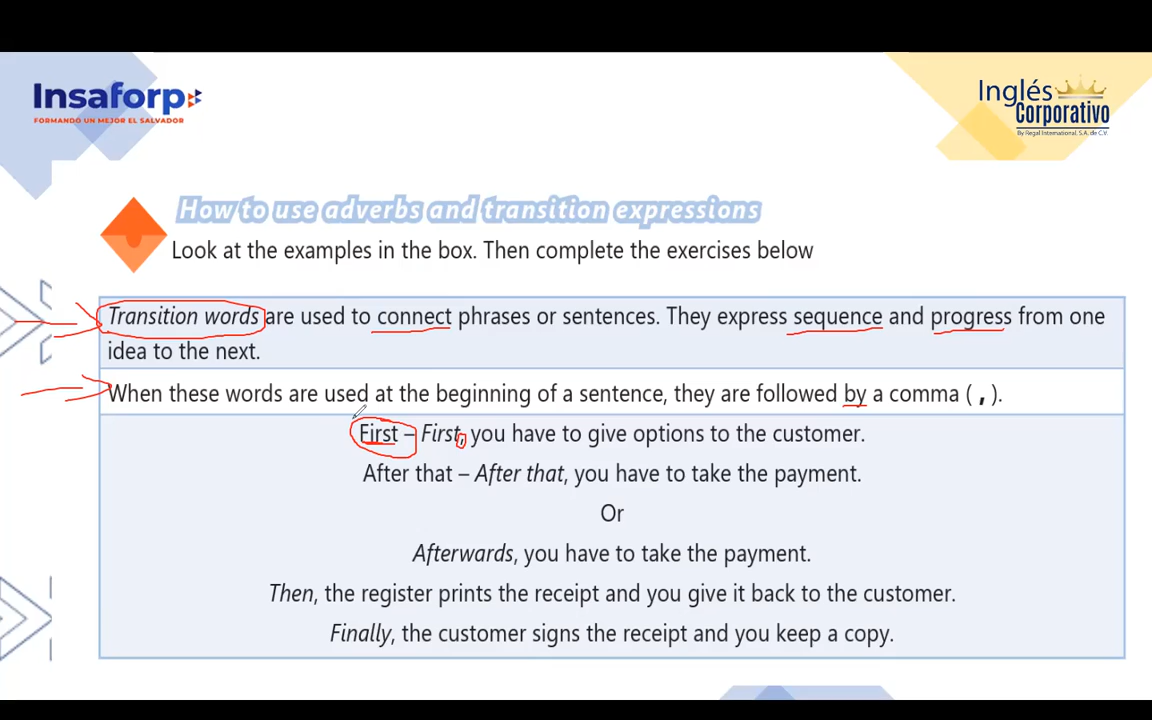 Insaforp
FORMANDO UN MEJOR EL SALVADOR
Inglés
Corporativo
By Regal International, S.A. de C.V.
How to use adverbs and transition expressions
Look at the examples in the box. Then complete the exercises below
Transition words are used to connect phrases or sentences. They express sequence and progress from one
idea to the next.
When these words are used at the beginning of a sentence, they are followed by a comma ( , ).
First – First, you have to give options to the customer.
After that – After that, you have to take the payment.
Or
Afterwards, you have to take the payment.
Then, the register prints the receipt and you give it back to the customer.
Finally, the customer signs the receipt and you keep a copy.